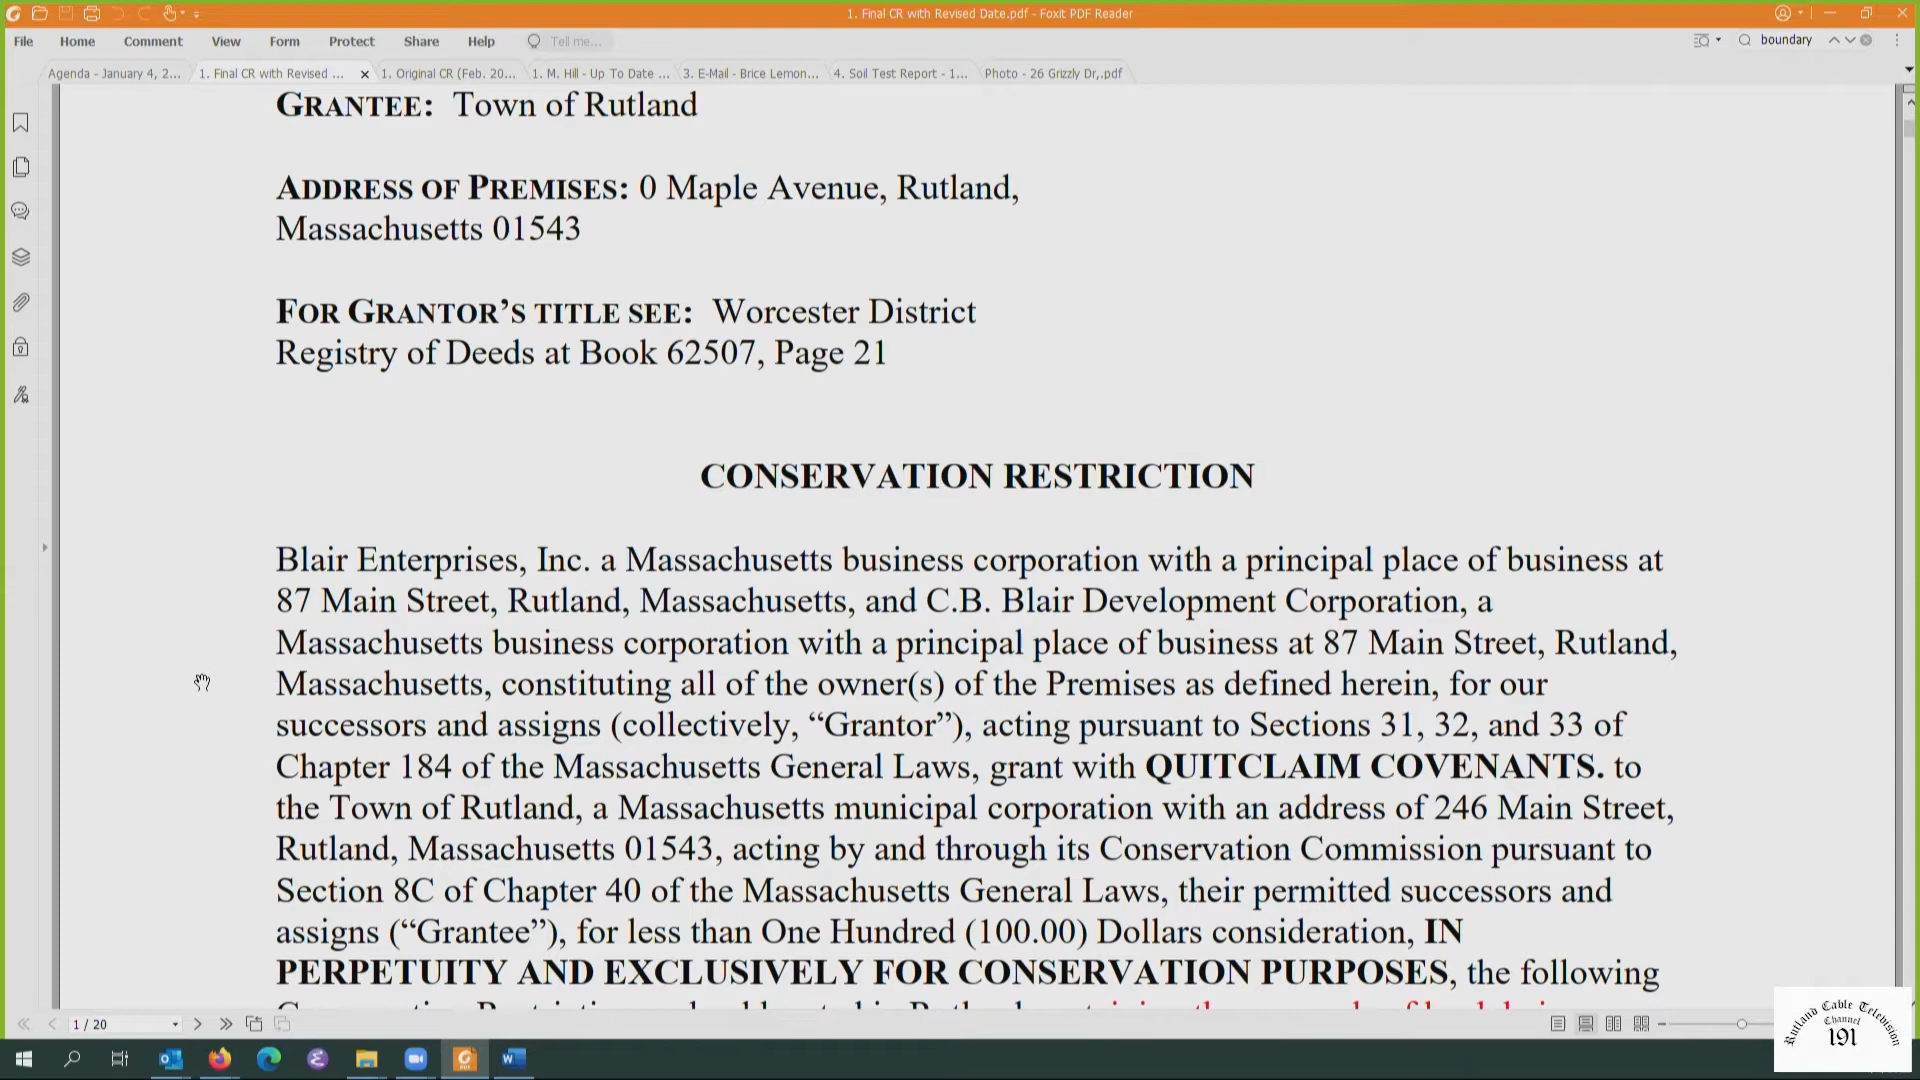 1. Final CR with Revised Date.pdf - Foxit PDF Reader
File Home Comment View Form Protect Share Help Tell me... boundary
Agenda - January 4, 2... 1. Final CR with Revised ... 1. Original CR (Feb. 20... 1. M. Hill - Up To Date ... 3. E-Mail - Brice Lemon... 4. Soil Test Report - 1... Photo - 26 Grizzly Dr,.pdf
GRANTEE: Town of Rutland
ADDRESS OF PREMISES: 0 Maple Avenue, Rutland,
Massachusetts 01543
FOR GRANTOR’S TITLE SEE: Worcester District
Registry of Deeds at Book 62507, Page 21
CONSERVATION RESTRICTION
Blair Enterprises, Inc. a Massachusetts business corporation with a principal place of business at
87 Main Street, Rutland, Massachusetts, and C.B. Blair Development Corporation, a
Massachusetts business corporation with a principal place of business at 87 Main Street, Rutland,
Massachusetts, constituting all of the owner(s) of the Premises as defined herein, for our
successors and assigns (collectively, “Grantor”), acting pursuant to Sections 31, 32, and 33 of
Chapter 184 of the Massachusetts General Laws, grant with QUITCLAIM COVENANTS. to
the Town of Rutland, a Massachusetts municipal corporation with an address of 246 Main Street,
Rutland, Massachusetts 01543, acting by and through its Conservation Commission pursuant to
Section 8C of Chapter 40 of the Massachusetts General Laws, their permitted successors and
assigns (“Grantee”), for less than One Hundred (100.00) Dollars consideration, IN
PERPETUITY AND EXCLUSIVELY FOR CONSERVATION PURPOSES, the following
1 / 20
Rutland Cable Television
Channel
191